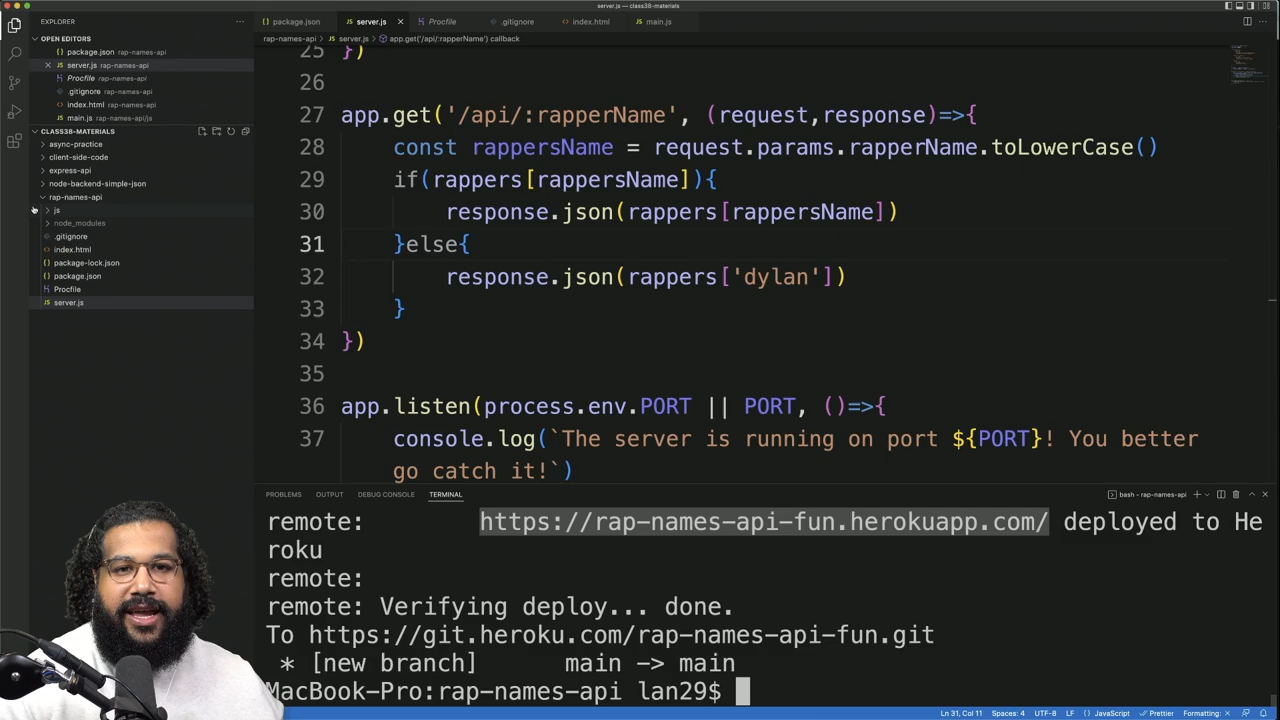 server.js — class38-materials
EXPLORER
OPEN EDITORS
package.json rap-names-api
server.js rap-names-api
Procfile rap-names-api
.gitignore rap-names-api
index.html rap-names-api
main.js rap-names-api/js
CLASS38-MATERIALS
async-practice
client-side-code
express-api
node-backend-simple-json
rap-names-api
js
node_modules
.gitignore
index.html
package-lock.json
package.json
Procfile
server.js
package.json server.js Procfile .gitignore index.html main.js
rap-names-api > server.js > app.get('/api/:rapperName') callback
25 })
26
27 app.get('/api/:rapperName', (request,response)=>{
28 const rappersName = request.params.rapperName.toLowerCase()
29 if(rappers[rappersName]){
30 response.json(rappers[rappersName])
31 }else{
32 response.json(rappers['dylan'])
33 }
34 })
35
36 app.listen(process.env.PORT || PORT, ()=>{
37 console.log(`The server is running on port ${PORT}! You better
go catch it!`)
PROBLEMS OUTPUT DEBUG CONSOLE TERMINAL
bash - rap-names-api
remote: https://rap-names-api-fun.herokuapp.com/ deployed to He
roku
remote:
remote: Verifying deploy... done.
To https://git.heroku.com/rap-names-api-fun.git
* [new branch] main -> main
MacBook-Pro:rap-names-api lan29$
Ln 31, Col 11 Spaces: 4 UTF-8 LF { } JavaScript Prettier Formatting: ×